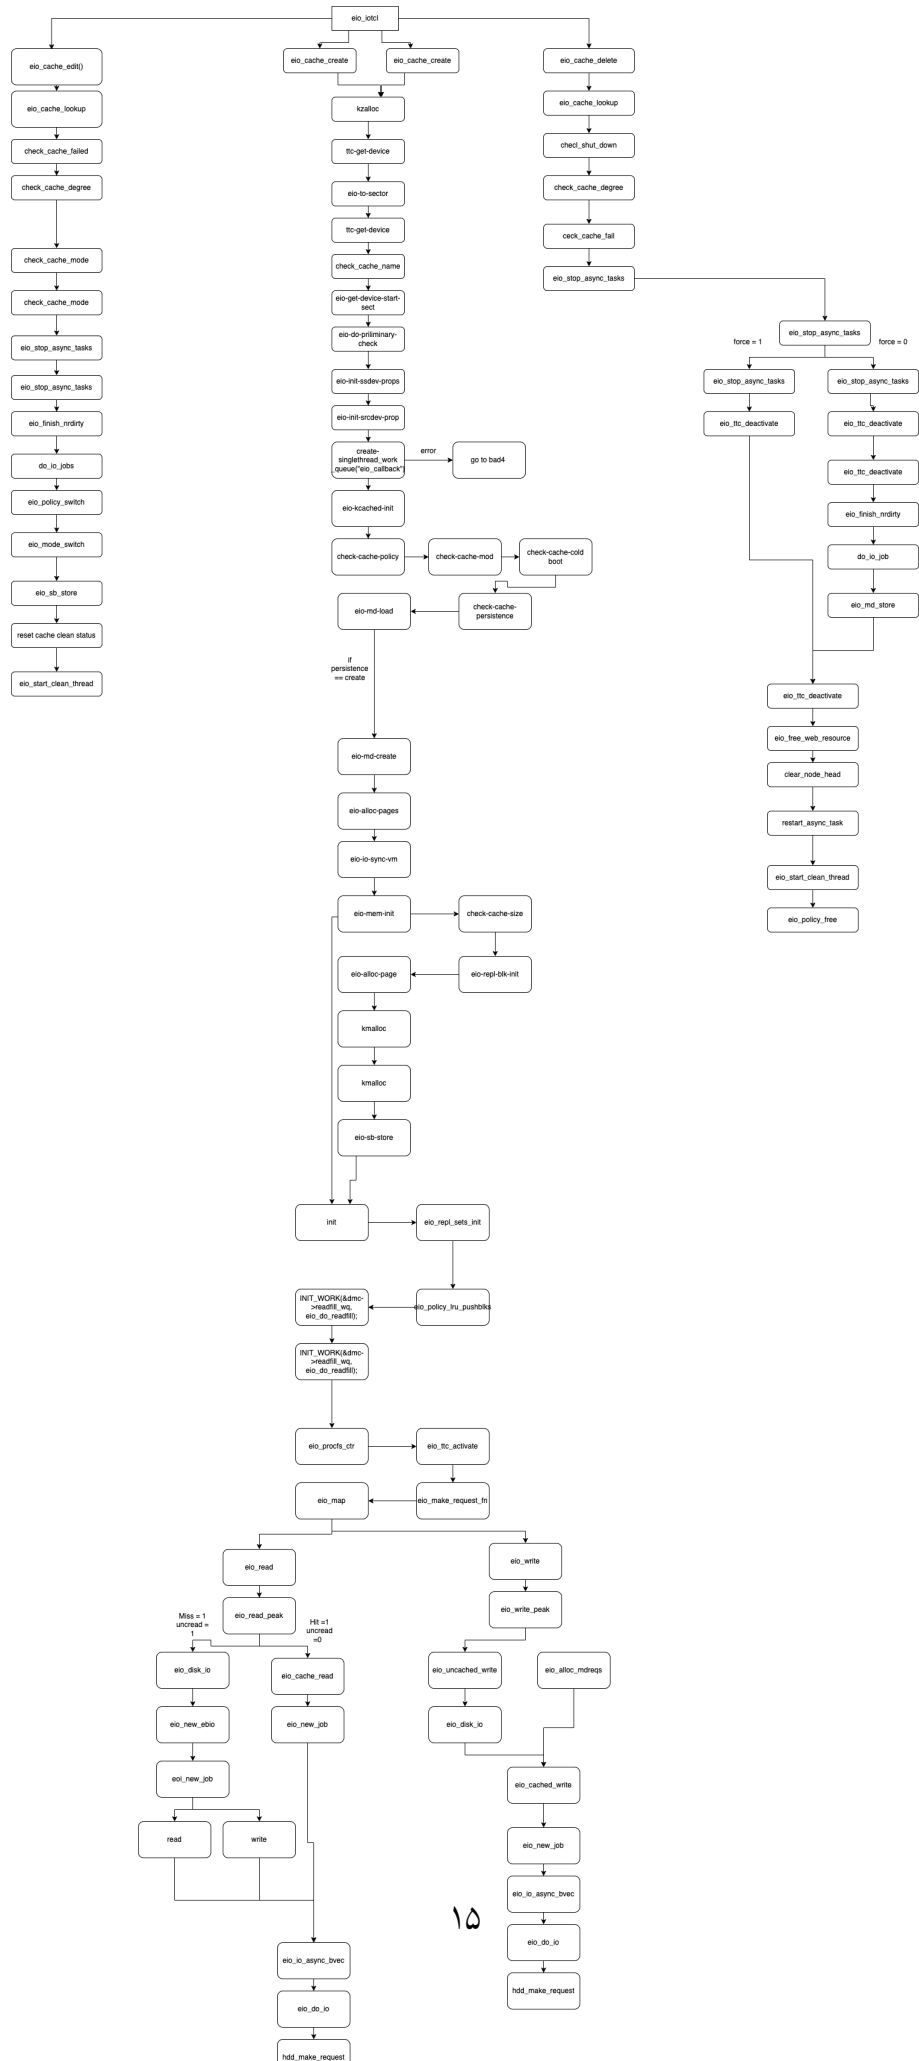 eio_iotcl
eio_cache_edit()
eio_cache_lookup
check_cache_failed
check_cache_degree
check_cache_mode
check_cache_mode
eio_stop_async_tasks
eio_stop_async_tasks
eio_finish_nrdirty
do_io_jobs
eio_policy_switch
eio_mode_switch
eio_sb_store
reset cache clean status
eio_start_clean_thread
eio_cache_create
eio_cache_create
kzalloc
ttc-get-device
eio-to-sector
ttc-get-device
check_cache_name
eio-get-device-start-
sect
eio-do-priliminary-
check
eio-init-ssdev-props
eio-init-srcdev-prop
create-
singlethread_work
_queue("eio_callback")
error
go to bad4
eio-kcached-init
check-cache-policy
check-cache-mod
check-cache-cold
boot
check-cache-
persistence
eio-md-load
if
persistence
== create
eio-md-create
eio-alloc-pages
eio-io-sync-vm
eio-mem-init
check-cache-size
eio-repl-blk-init
eio-alloc-page
kmalloc
kmalloc
eio-sb-store
init
eio_repl_sets_init
eio_policy_lru_pushblks
INIT_WORK(&dmc-
>readfill_wq,
eio_do_readfill);
INIT_WORK(&dmc-
>readfill_wq,
eio_do_readfill);
eio_procfs_ctr
eio_ttc_activate
eio_make_request_fn
eio_map
eio_read
eio_read_peak
Miss = 1
uncread =
1
Hit =1
uncread
=0
eio_disk_io
eio_new_ebio
eoi_new_job
read
write
eio_cache_read
eio_new_job
eio_io_async_bvec
eio_do_io
hdd_make_request
eio_write
eio_write_peak
eio_uncached_write
eio_disk_io
eio_alloc_mdreqs
eio_cached_write
eio_new_job
eio_io_async_bvec
eio_do_io
hdd_make_request
eio_cache_delete
eio_cache_lookup
checl_shut_down
check_cache_degree
ceck_cache_fail
eio_stop_async_tasks
eio_stop_async_tasks
force = 1
force = 0
eio_stop_async_tasks
eio_ttc_deactivate
eio_stop_async_tasks
eio_ttc_deactivate
eio_ttc_deactivate
eio_finish_nrdirty
do_io_job
eio_md_store
eio_ttc_deactivate
eio_free_web_resource
clear_node_head
restart_async_task
eio_start_clean_thread
eio_policy_free
۱۵